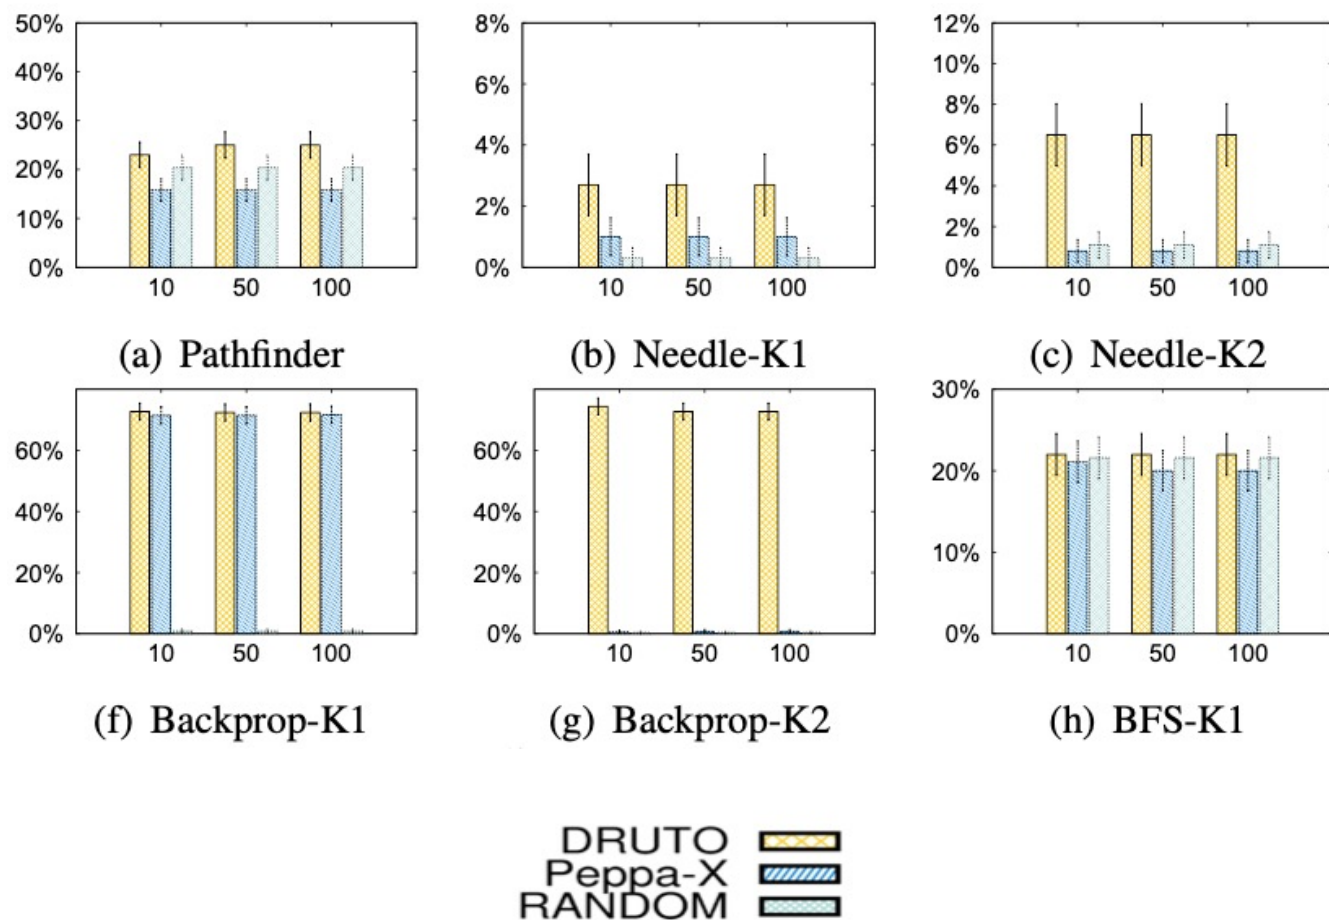 50%
40%
30%
20%
10%
0%
10 50 100
(a) Pathfinder
8%
6%
4%
2%
0%
10 50 100
(b) Needle-K1
12%
10%
8%
6%
4%
2%
0%
10 50 100
(c) Needle-K2
60%
40%
20%
0%
10 50 100
(f) Backprop-K1
60%
40%
20%
0%
10 50 100
(g) Backprop-K2
30%
20%
10%
0%
10 50 100
(h) BFS-K1
DRUTO
Peppa-X
RANDOM